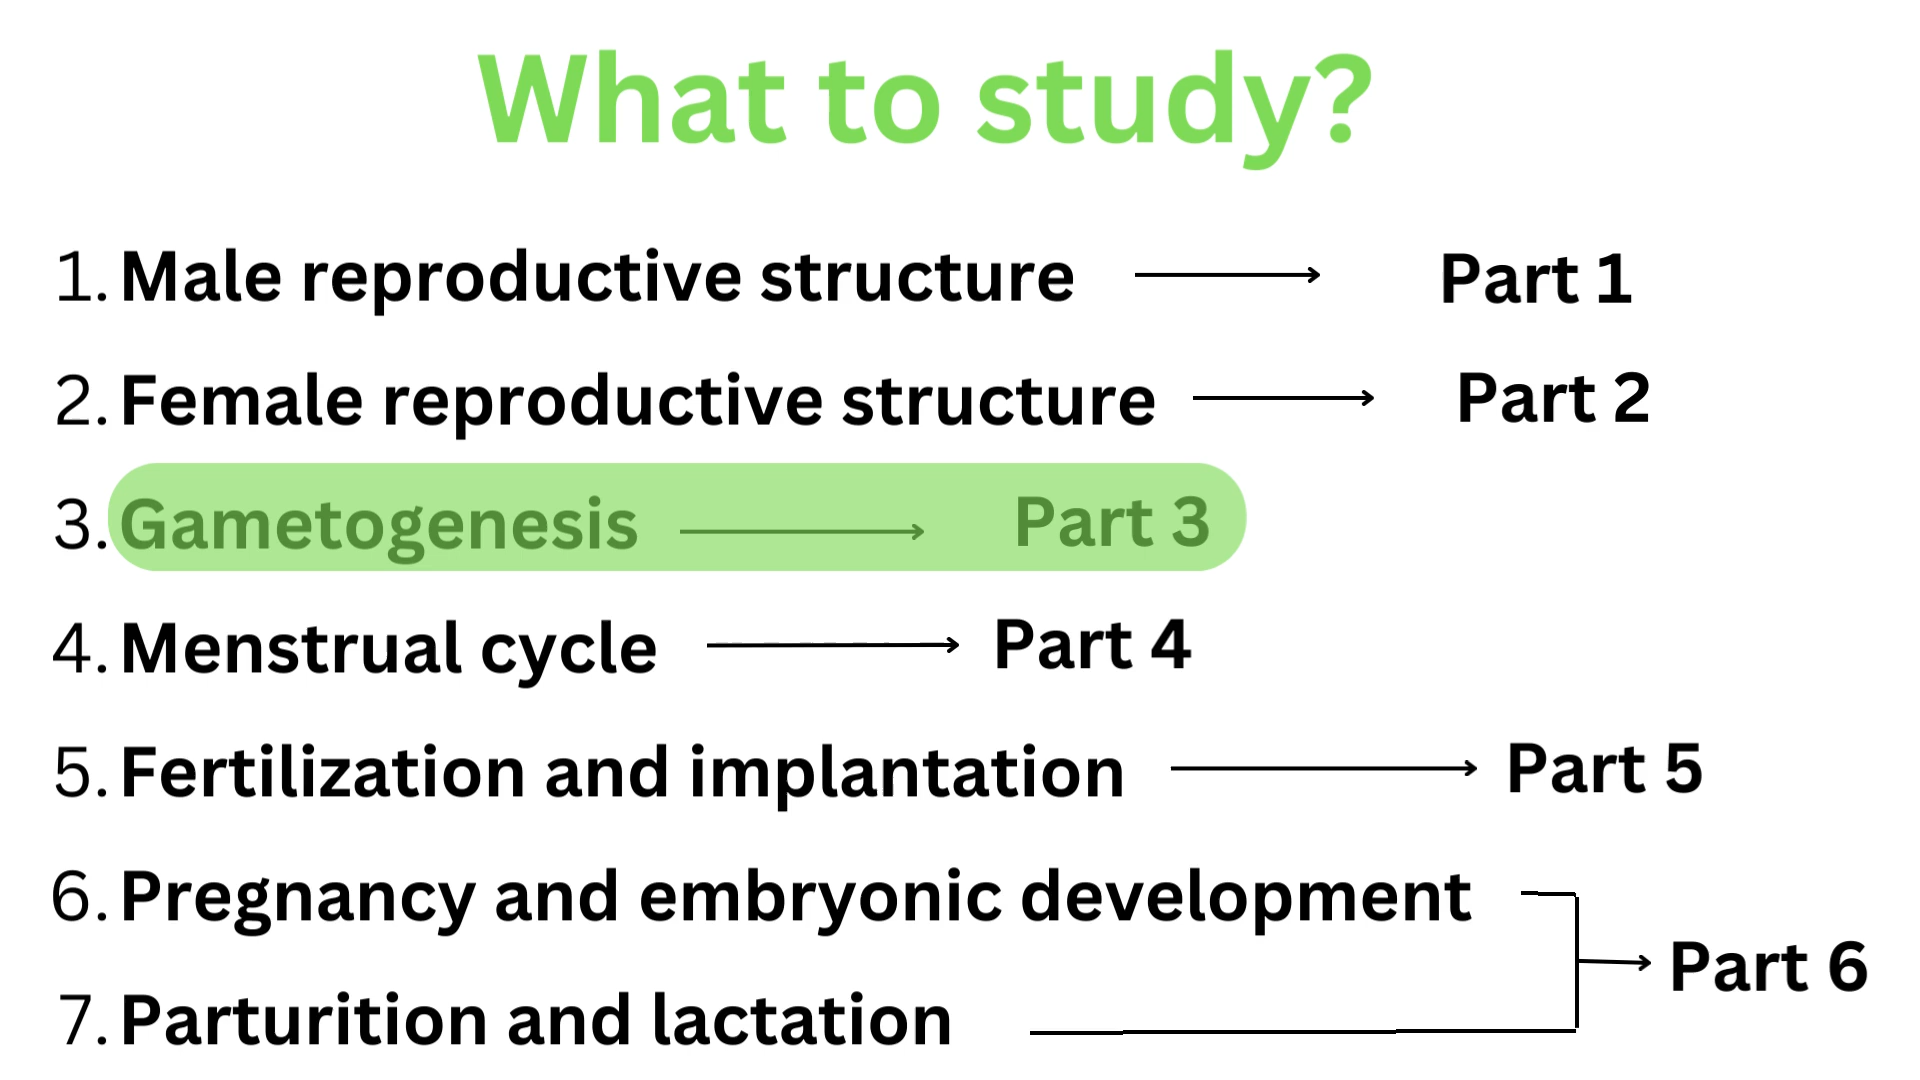 What to study?
1. Male reproductive structure Part 1
2. Female reproductive structure Part 2
3. Gametogenesis Part 3
4. Menstrual cycle Part 4
5. Fertilization and implantation Part 5
6. Pregnancy and embryonic development
Part 6
7. Parturition and lactation